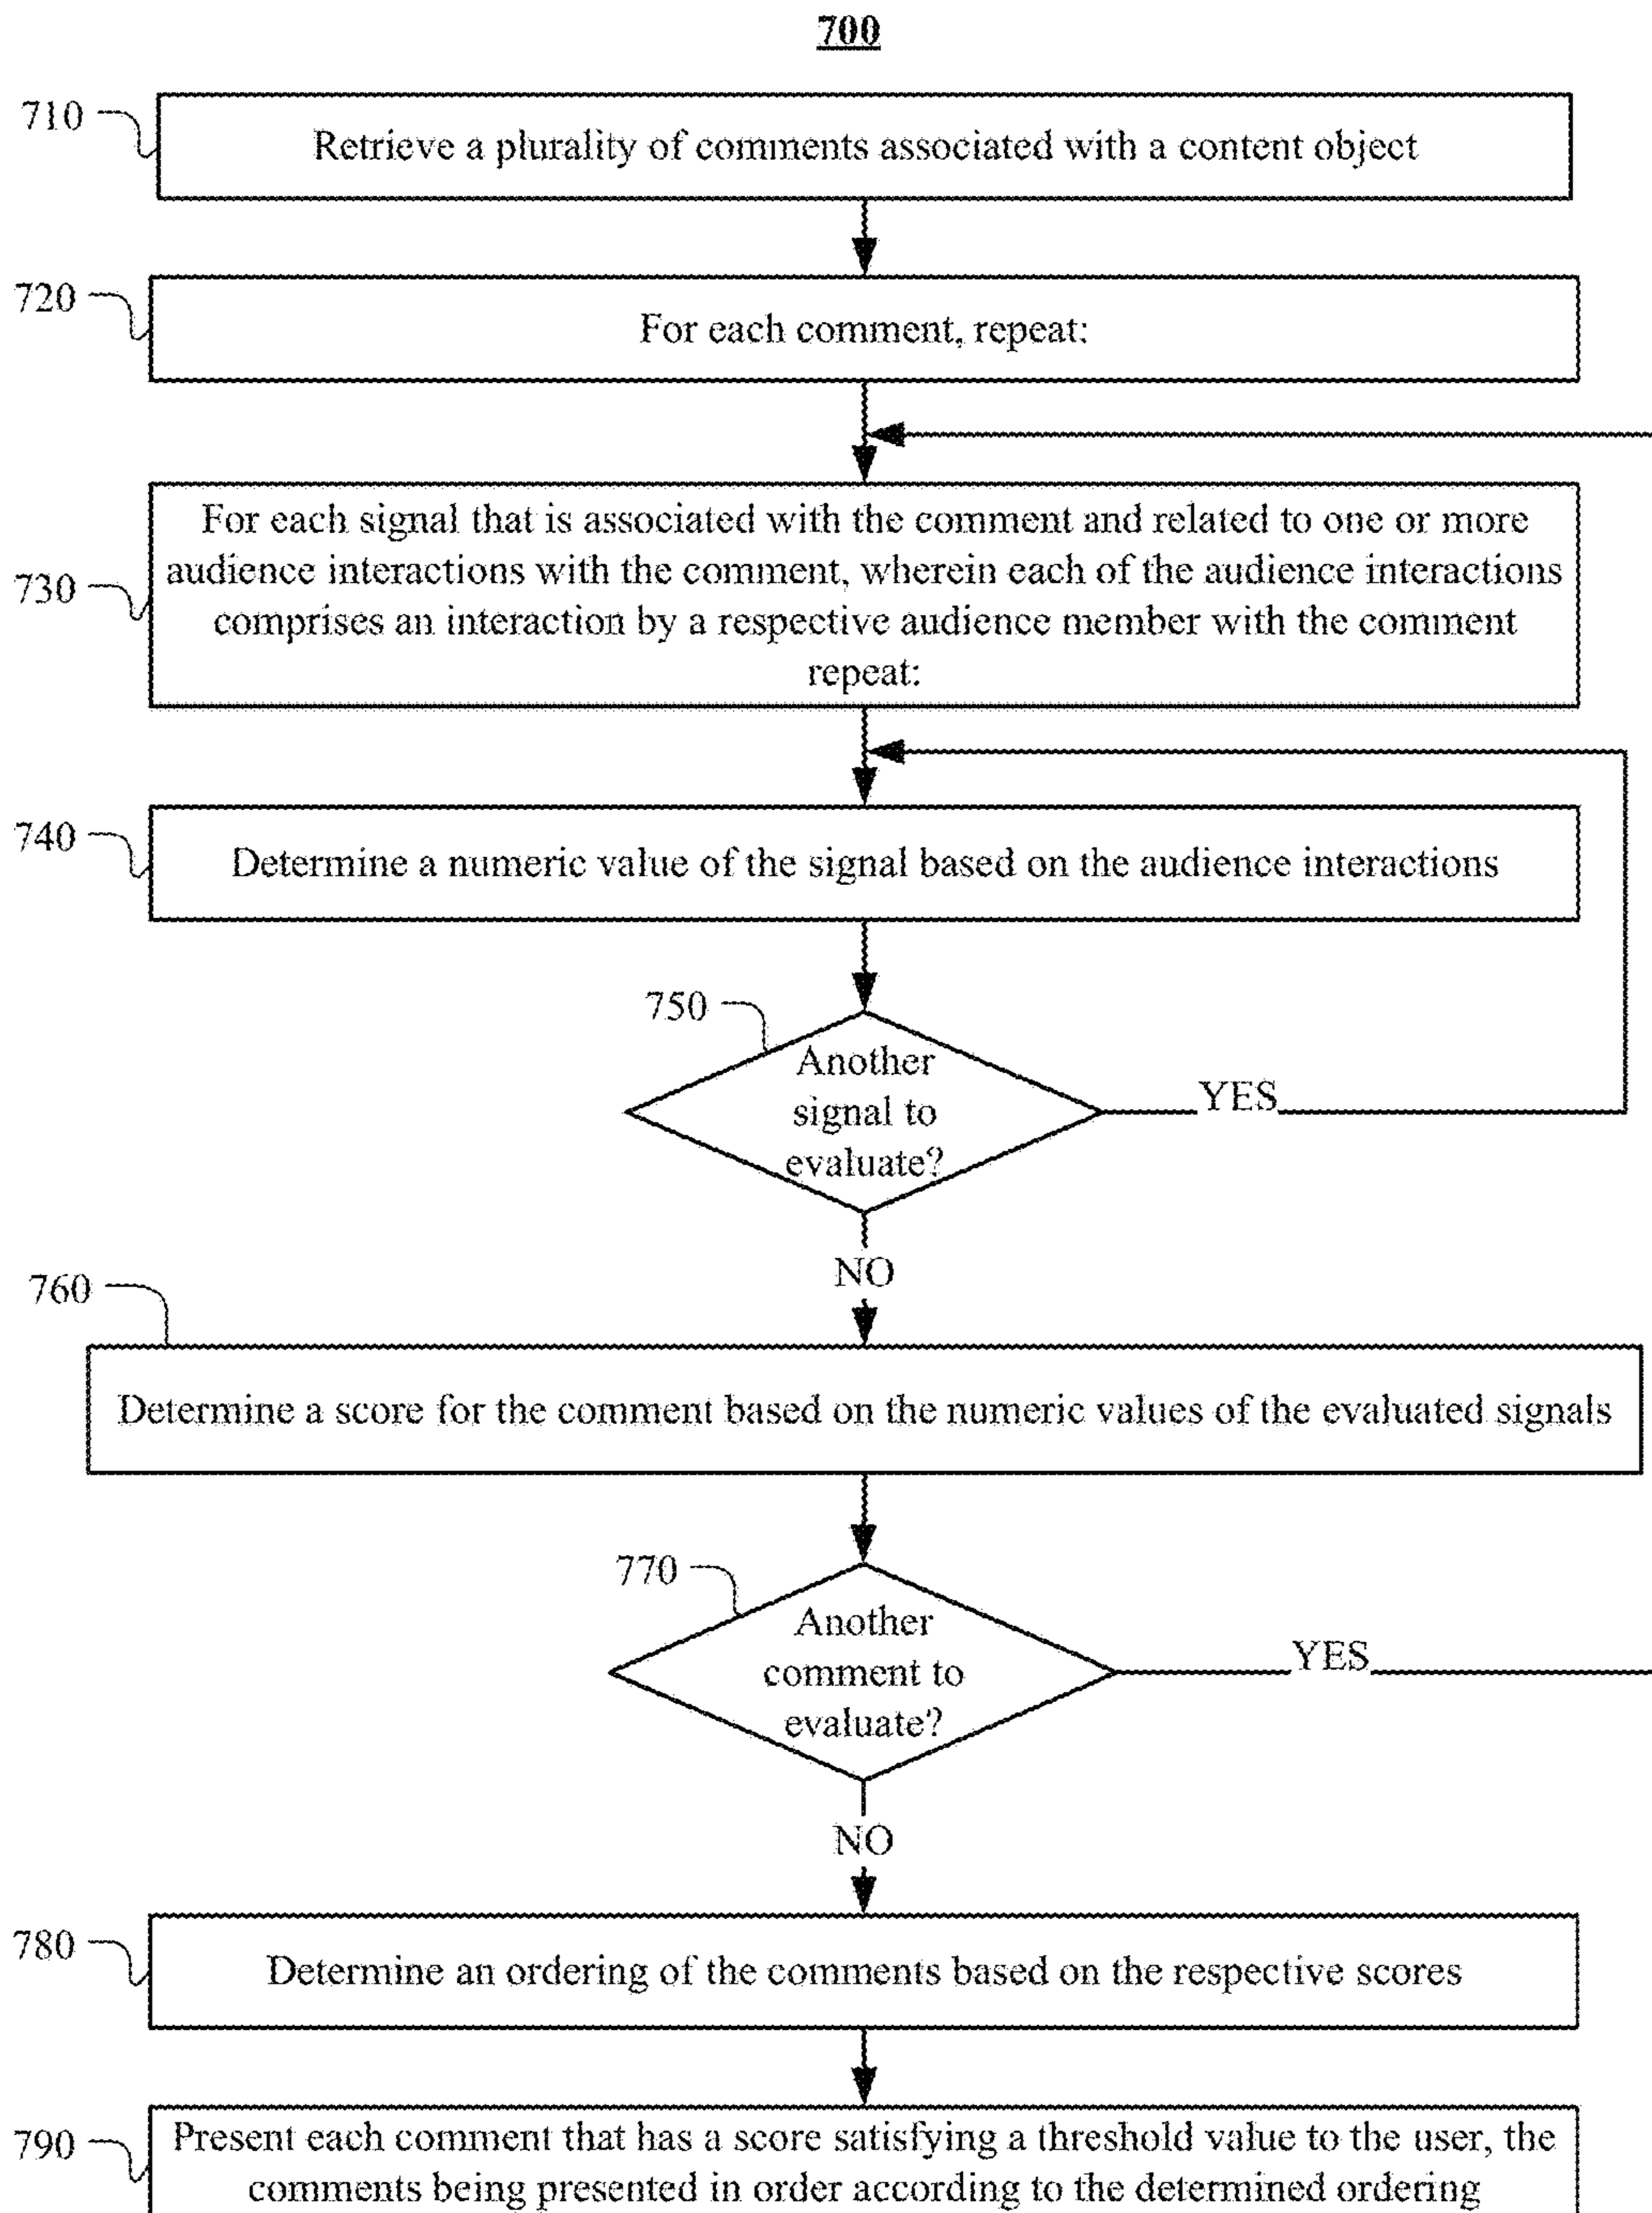 700
710
Retrieve a plurality of comments associated with a content object
720
For each comment, repeat:
730
For each signal that is associated with the comment and related to one or more
audience interactions with the comment, wherein each of the audience interactions
comprises an interaction by a respective audience member with the comment
repeat:
740
Determine a numeric value of the signal based on the audience interactions
750
Another
signal to
evaluate?
YES
NO
760
Determine a score for the comment based on the numeric values of the evaluated signals
770
Another
comment to
evaluate?
YES
NO
780
Determine an ordering of the comments based on the respective scores
790
Present each comment that has a score satisfying a threshold value to the user, the
comments being presented in order according to the determined ordering